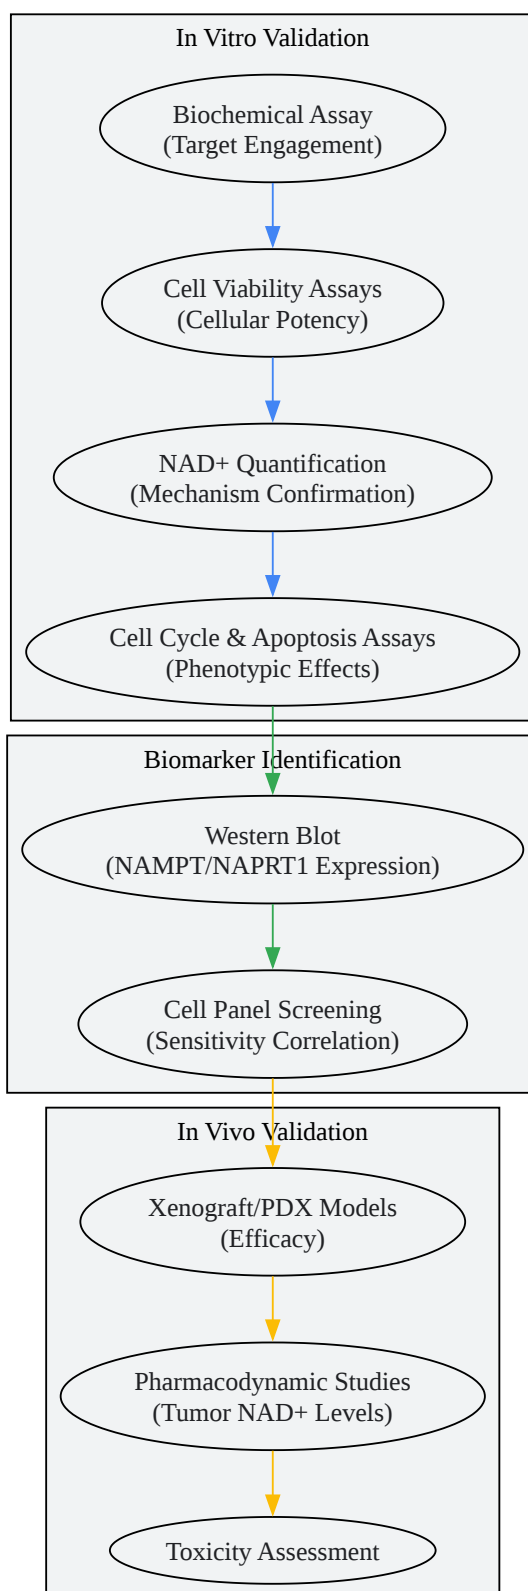 In Vitro Validation
Biochemical Assay
(Target Engagement)
Cell Viability Assays
(Cellular Potency)
NAD+ Quantification
(Mechanism Confirmation)
Cell Cycle & Apoptosis Assays
(Phenotypic Effects)
Biomarker Identification
Western Blot
(NAMPT/NAPRT1 Expression)
Cell Panel Screening
(Sensitivity Correlation)
In Vivo Validation
Xenograft/PDX Models
(Efficacy)
Pharmacodynamic Studies
(Tumor NAD+ Levels)
Toxicity Assessment